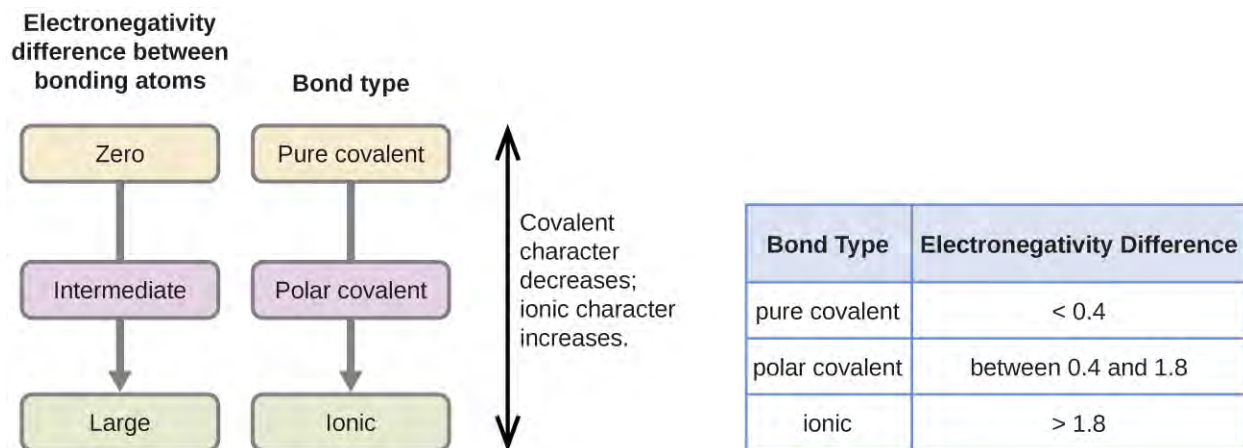 Electronegativity
difference between
bonding atoms
Bond type
Zero
Pure covalent
Intermediate
Polar covalent
Large
Ionic
Covalent
character
decreases;
ionic character
increases.
Bond Type Electronegativity Difference
pure covalent < 0.4
polar covalent between 0.4 and 1.8
ionic > 1.8